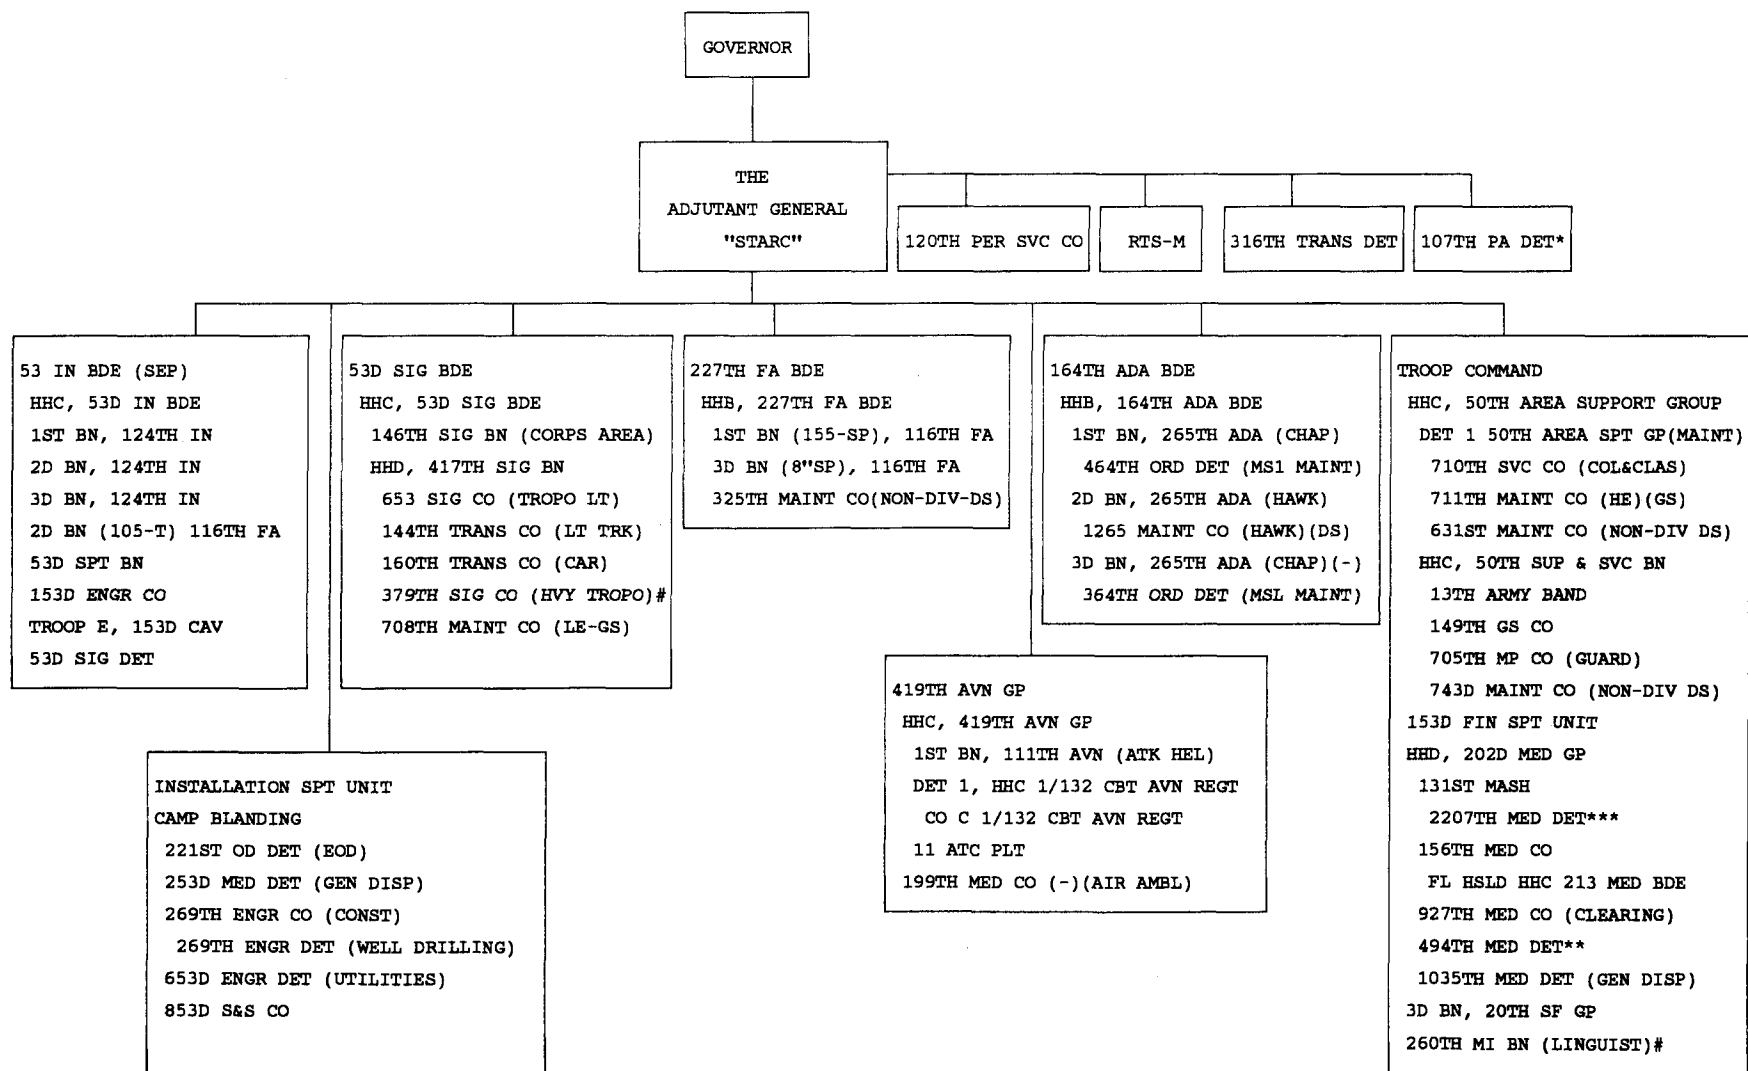 GOVERNOR
THE
ADJUTANT GENERAL
"STARC"
120TH PER SVC CO
RTS-M
316TH TRANS DET
107TH PA DET*
53 IN BDE (SEP)
HHC, 53D IN BDE
1ST BN, 124TH IN
2D BN, 124TH IN
3D BN, 124TH IN
2D BN (105-T) 116TH FA
53D SPT BN
153D ENGR CO
TROOP E, 153D CAV
53D SIG DET
53D SIG BDE
HHC, 53D SIG BDE
146TH SIG BN (CORPS AREA)
HHD, 417TH SIG BN
653 SIG CO (TROPO LT)
144TH TRANS CO (LT TRK)
160TH TRANS CO (CAR)
379TH SIG CO (HVY TROPO)#
708TH MAINT CO (LE-GS)
227TH FA BDE
HHB, 227TH FA BDE
1ST BN (155-SP), 116TH FA
3D BN (8"SP), 116TH FA
325TH MAINT CO(NON-DIV-DS)
164TH ADA BDE
HHB, 164TH ADA BDE
1ST BN, 265TH ADA (CHAP)
464TH ORD DET (MS1 MAINT)
2D BN, 265TH ADA (HAWK)
1265 MAINT CO (HAWK)(DS)
3D BN, 265TH ADA (CHAP)(-)
364TH ORD DET (MSL MAINT)
TROOP COMMAND
HHC, 50TH AREA SUPPORT GROUP
DET 1 50TH AREA SPT GP(MAINT)
710TH SVC CO (COL&CLAS)
711TH MAINT CO (HE)(GS)
631ST MAINT CO (NON-DIV DS)
HHC, 50TH SUP & SVC BN
13TH ARMY BAND
149TH GS CO
705TH MP CO (GUARD)
743D MAINT CO (NON-DIV DS)
153D FIN SPT UNIT
HHD, 202D MED GP
131ST MASH
2207TH MED DET***
156TH MED CO
FL HSLD HHC 213 MED BDE
927TH MED CO (CLEARING)
494TH MED DET**
1035TH MED DET (GEN DISP)
3D BN, 20TH SF GP
260TH MI BN (LINGUIST)#
419TH AVN GP
HHC, 419TH AVN GP
1ST BN, 111TH AVN (ATK HEL)
DET 1, HHC 1/132 CBT AVN REGT
CO C 1/132 CBT AVN REGT
11 ATC PLT
199TH MED CO (-)(AIR AMBL)
INSTALLATION SPT UNIT
CAMP BLANDING
221ST OD DET (EOD)
253D MED DET (GEN DISP)
269TH ENGR CO (CONST)
269TH ENGR DET (WELL DRILLING)
653D ENGR DET (UTILITIES)
853D S&S CO